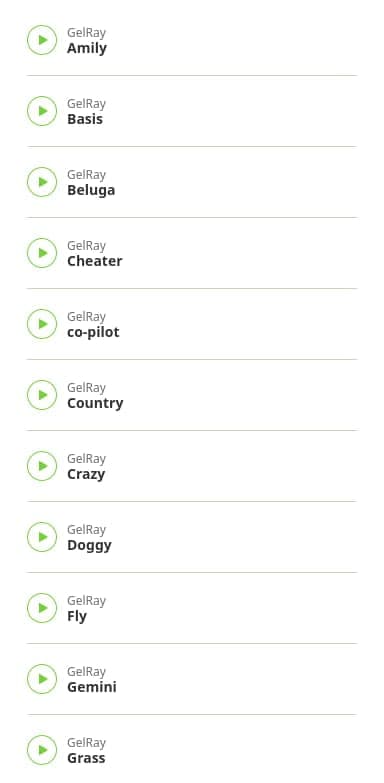 GelRay
Amily
GelRay
Basis
GelRay
Beluga
GelRay
Cheater
GelRay
co-pilot
GelRay
Country
GelRay
Crazy
GelRay
Doggy
GelRay
Fly
GelRay
Gemini
GelRay
Grass